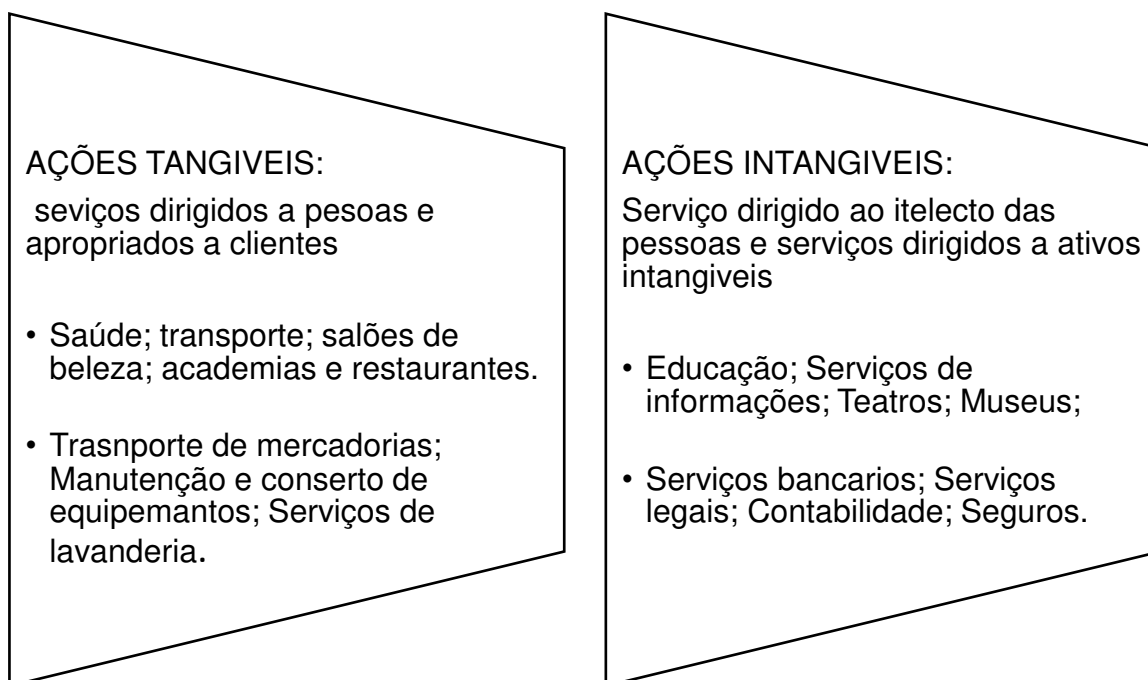 AÇÕES TANGIVEIS:
seviços dirigidos a pesoas e
apropriados a clientes
• Saúde; transporte; salões de
beleza; academias e restaurantes.
• Trasnporte de mercadorias;
Manutenção e conserto de
equipemantos; Serviços de
lavanderia.
AÇÕES INTANGIVEIS:
Serviço dirigido ao itelecto das
pessoas e serviços dirigidos a ativos
intangiveis
• Educação; Serviços de
informações; Teatros; Museus;
• Serviços bancarios; Serviços
legais; Contabilidade; Seguros.